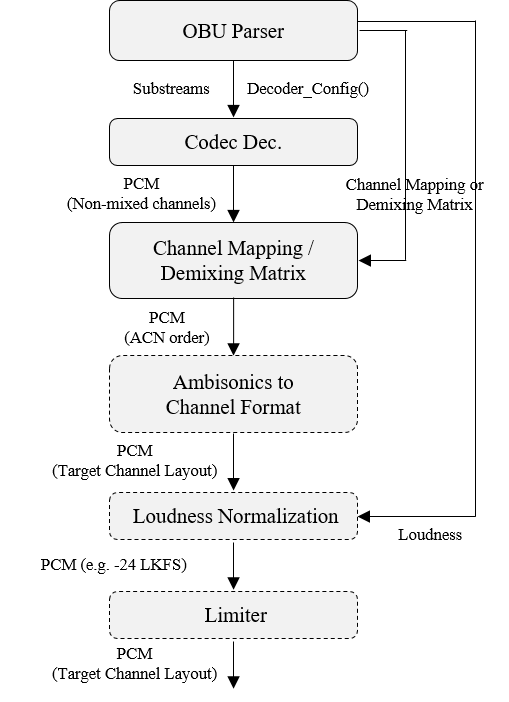 OBU Parser
Substreams
Decoder_Config()
Codec Dec.
PCM
(Non-mixed channels)
Channel Mapping or
Demixing Matrix
Channel Mapping /
Demixing Matrix
PCM
(ACN order)
Ambisonics to
Channel Format
PCM
(Target Channel Layout)
Loudness Normalization
Loudness
PCM (e.g. -24 LKFS)
Limiter
PCM
(Target Channel Layout)